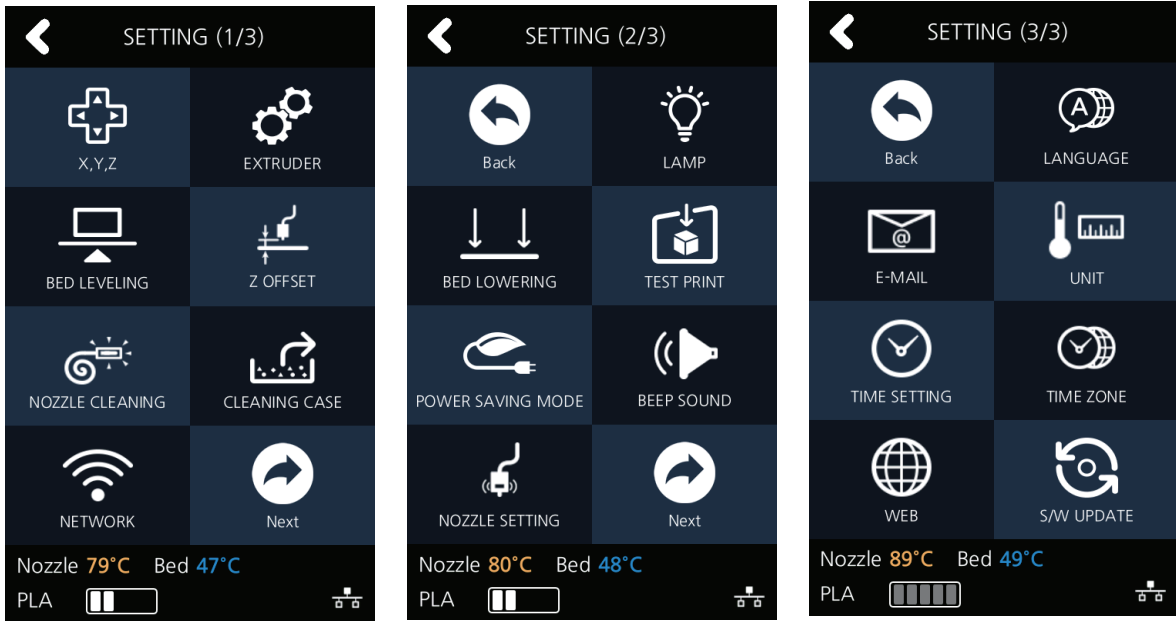 SETTING (1/3)
X,Y,Z
EXTRUDER
BED LEVELING
Z OFFSET
NOZZLE CLEANING
CLEANING CASE
NETWORK
Next
Nozzle 79°C Bed 47°C
PLA
SETTING (2/3)
Back
LAMP
BED LOWERING
TEST PRINT
POWER SAVING MODE
BEEP SOUND
NOZZLE SETTING
Next
Nozzle 80°C Bed 48°C
PLA
SETTING (3/3)
Back
A
LANGUAGE
@
E-MAIL
UNIT
TIME SETTING
TIME ZONE
WEB
S/W UPDATE
Nozzle 89°C Bed 49°C
PLA